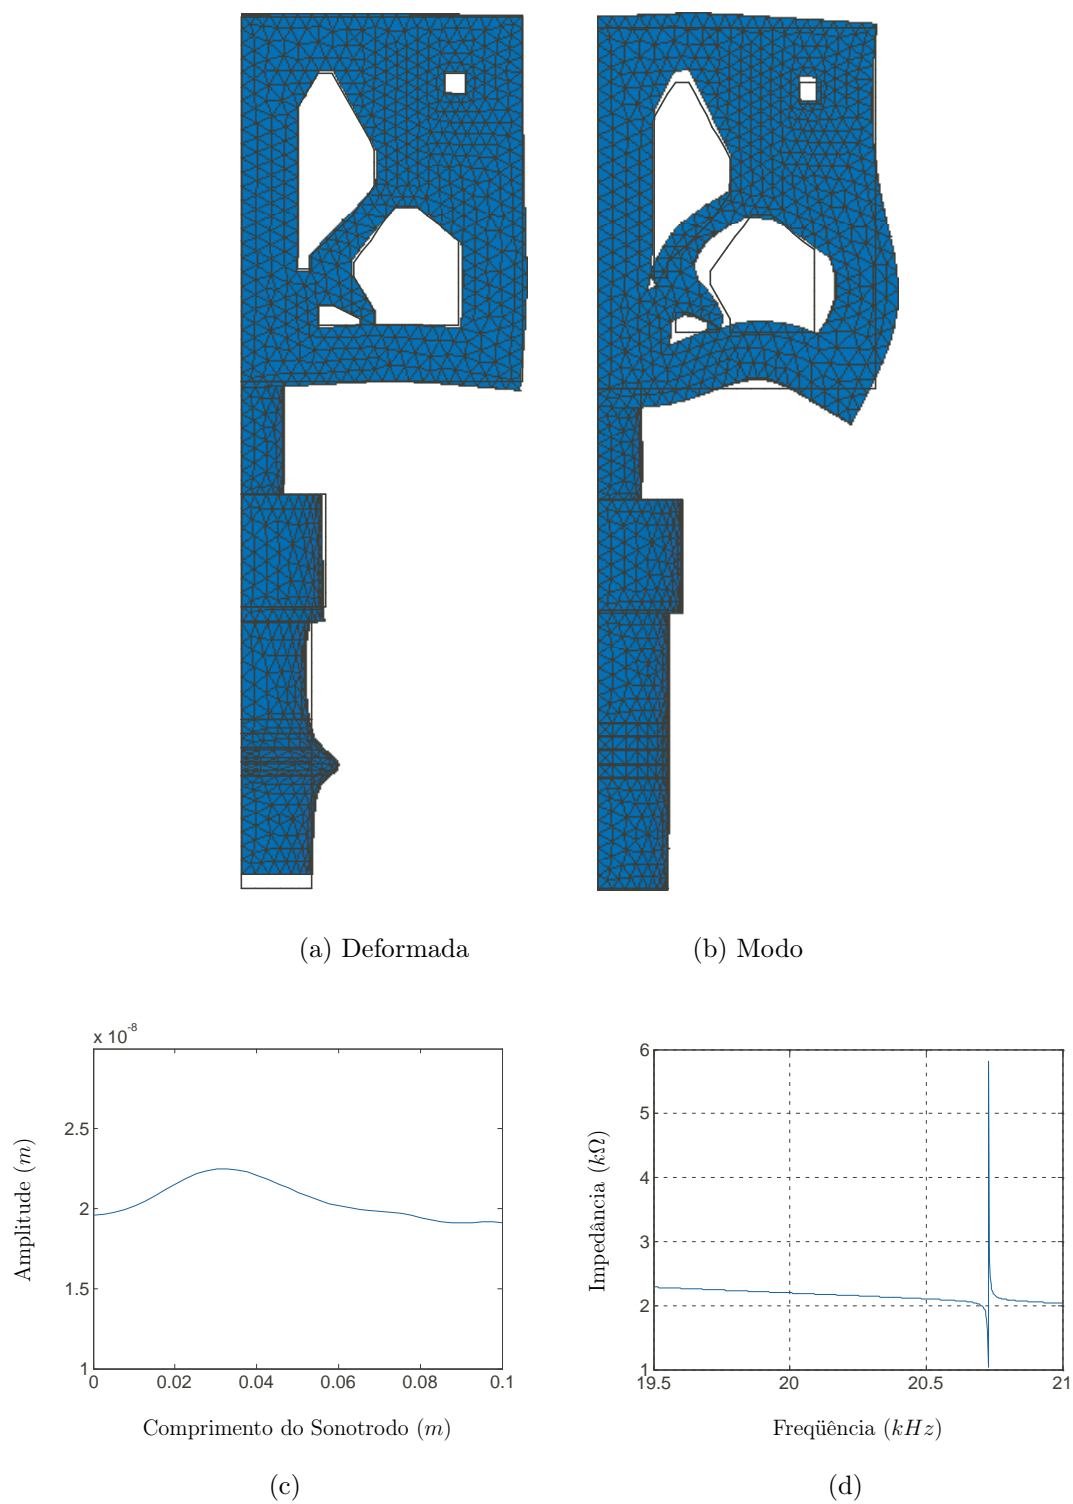 (a) Deformada
(b) Modo
x 10^-8
2.5
2
1.5
1
0
0.02
0.04
0.06
0.08
0.1
Amplitude (m)
Comprimento do Sonotrodo (m)
(c)
6
5
4
3
2
1
19.5
20
20.5
21
Impedância (kΩ)
Freqüência (kHz)
(d)